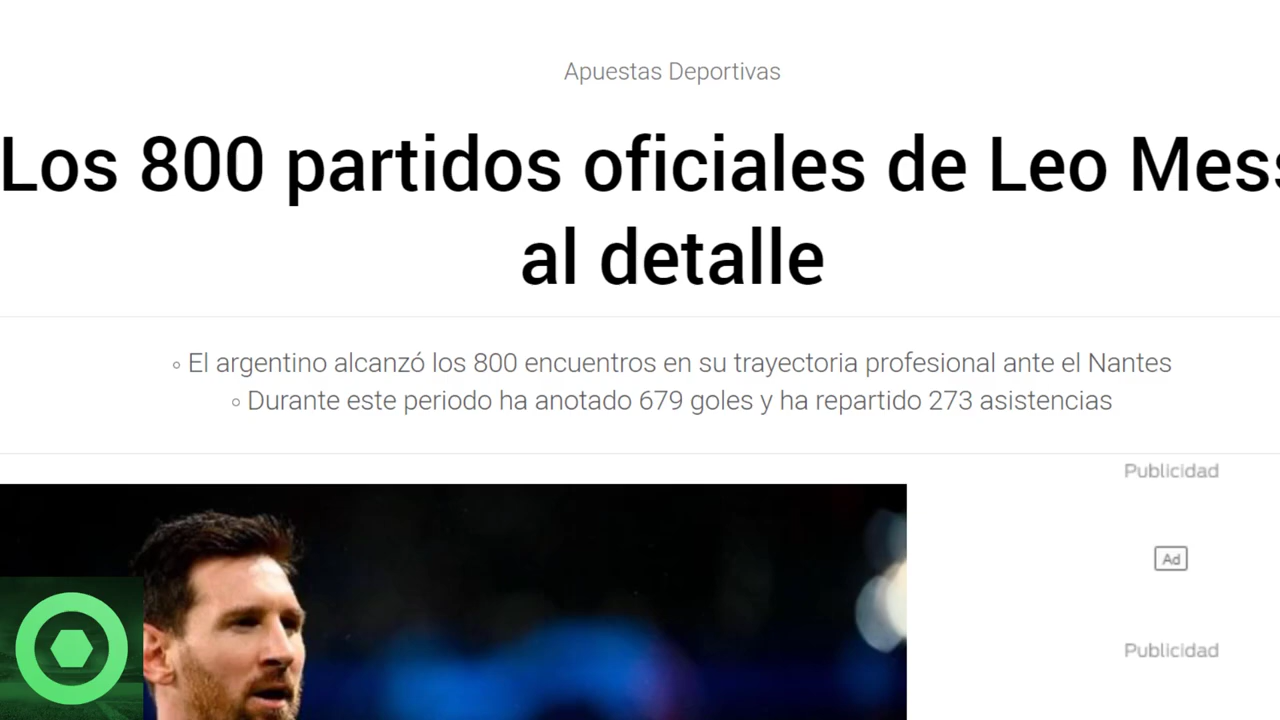 Apuestas Deportivas
Los 800 partidos oficiales de Leo Mess
al detalle
◦ El argentino alcanzó los 800 encuentros en su trayectoria profesional ante el Nantes
◦ Durante este periodo ha anotado 679 goles y ha repartido 273 asistencias
Publicidad
Ad
Publicidad